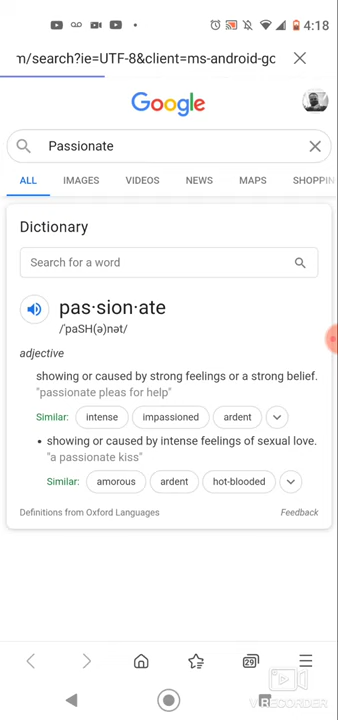 4:18
m/search?ie=UTF-8&client=ms-android-go
Google
Passionate
ALL IMAGES VIDEOS NEWS MAPS SHOPPIN
Dictionary
Search for a word
pas·sion·ate
/ˈpaSH(ə)nət/
adjective
showing or caused by strong feelings or a strong belief.
"passionate pleas for help"
Similar: intense impassioned ardent
• showing or caused by intense feelings of sexual love.
"a passionate kiss"
Similar: amorous ardent hot-blooded
Definitions from Oxford Languages Feedback
29
VRECORDER